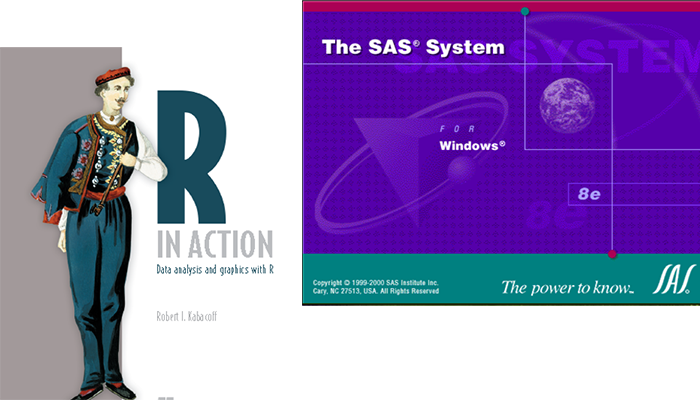 R
IN ACTION
Data analysis and graphics with R
Robert I. Kabacoff
The SAS® System
SAS SYSTEM
FOR
Windows®
8e
8e
Copyright © 1999-2000 SAS Institute Inc.
Cary, NC 27513, USA. All Rights Reserved
The power to know™
SAS®